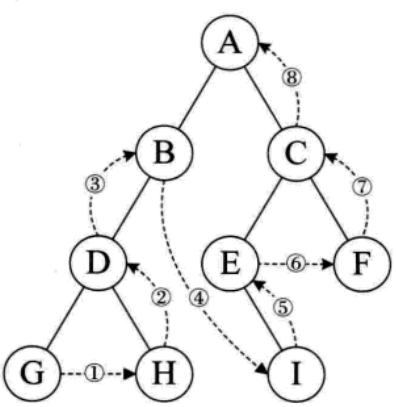 A
⑧
B
C
③
⑦
D
E
⑥
F
②
④
⑤
G
①
H
I